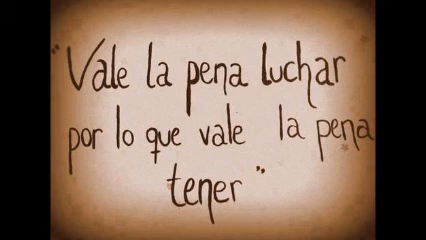 "Vale la pena luchar
por lo que vale la pena
tener"